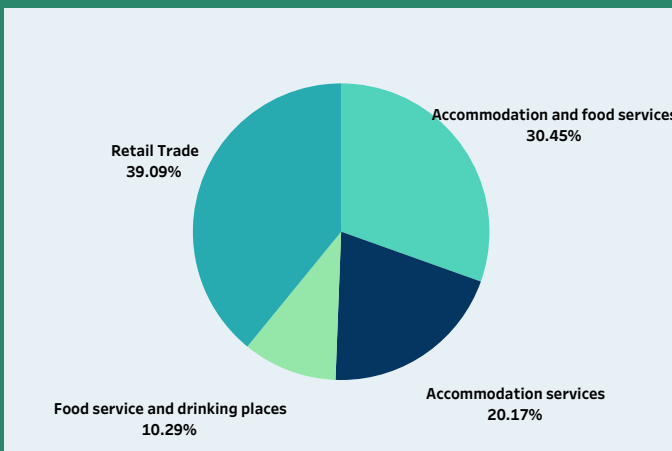 Accommodation and food services
30.45%
Retail Trade
39.09%
Accommodation services
20.17%
Food service and drinking places
10.29%